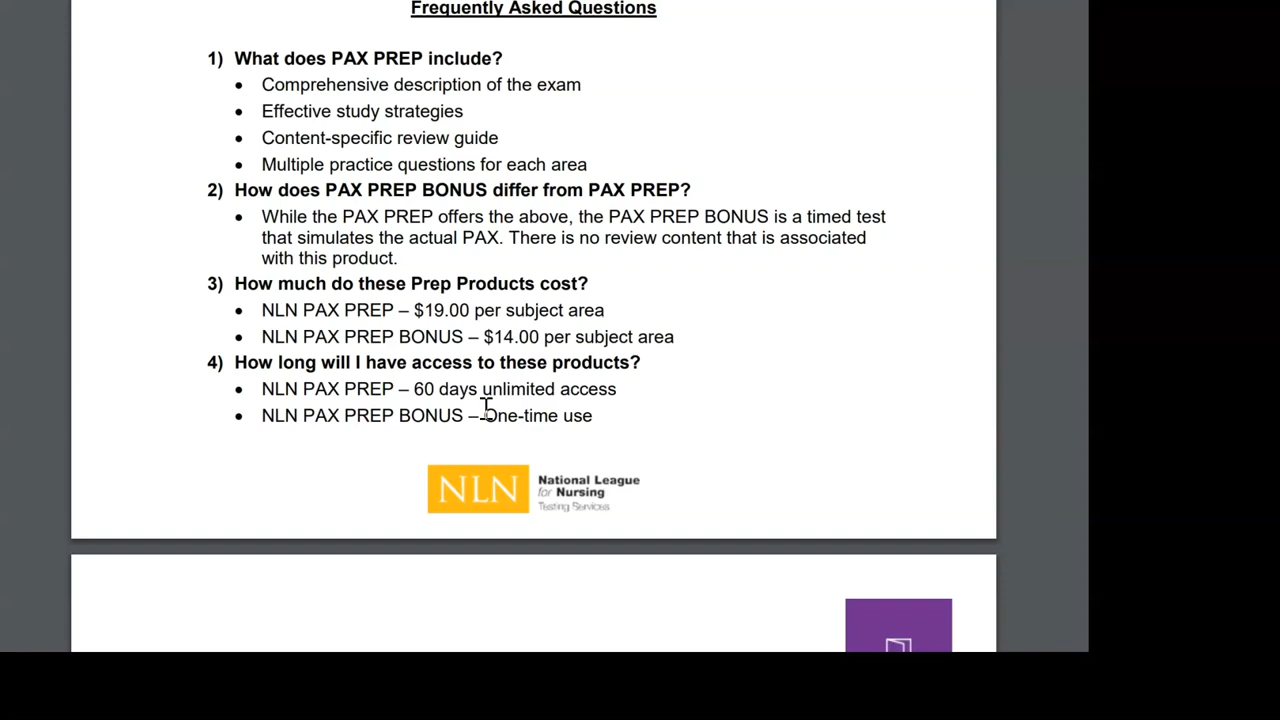 Frequently Asked Questions
1) What does PAX PREP include?
• Comprehensive description of the exam
• Effective study strategies
• Content-specific review guide
• Multiple practice questions for each area
2) How does PAX PREP BONUS differ from PAX PREP?
• While the PAX PREP offers the above, the PAX PREP BONUS is a timed test
that simulates the actual PAX. There is no review content that is associated
with this product.
3) How much do these Prep Products cost?
• NLN PAX PREP – $19.00 per subject area
• NLN PAX PREP BONUS – $14.00 per subject area
4) How long will I have access to these products?
• NLN PAX PREP – 60 days unlimited access
• NLN PAX PREP BONUS – One-time use
NLN
National League
for Nursing
Testing Services